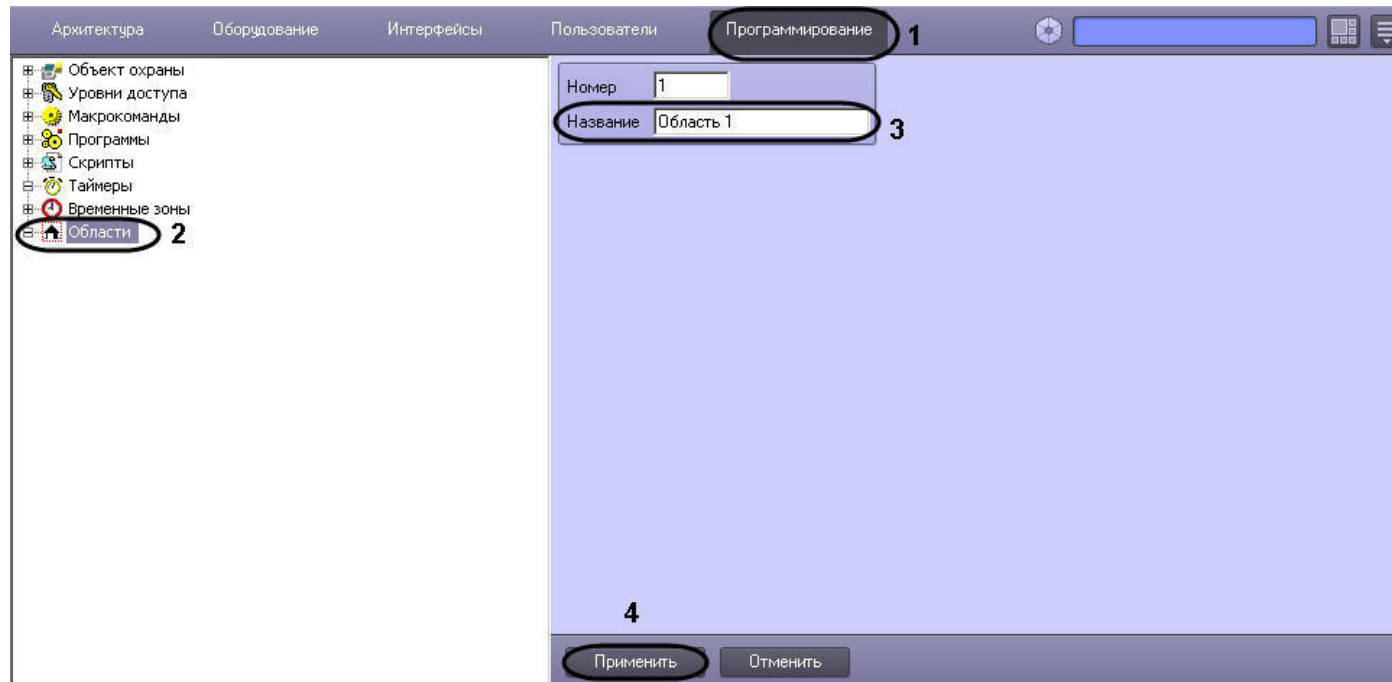 Архитектура Оборудование Интерфейсы Пользователи Программирование 1
Объект охраны
Уровни доступа
Макрокоманды
Программы
Скрипты
Таймеры
Временные зоны
Области 2
Номер 1
Название Область 1 3
4
Применить Отменить